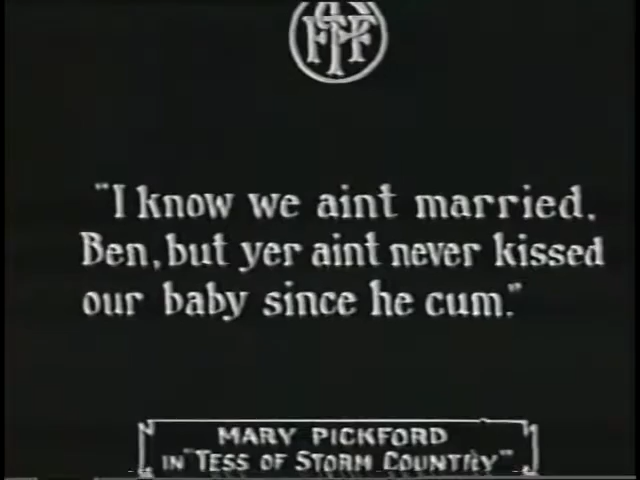 "I know we aint married.
Ben, but yer aint never kissed
our baby since he cum."
MARY PICKFORD
IN "TESS OF STORM COUNTRY"